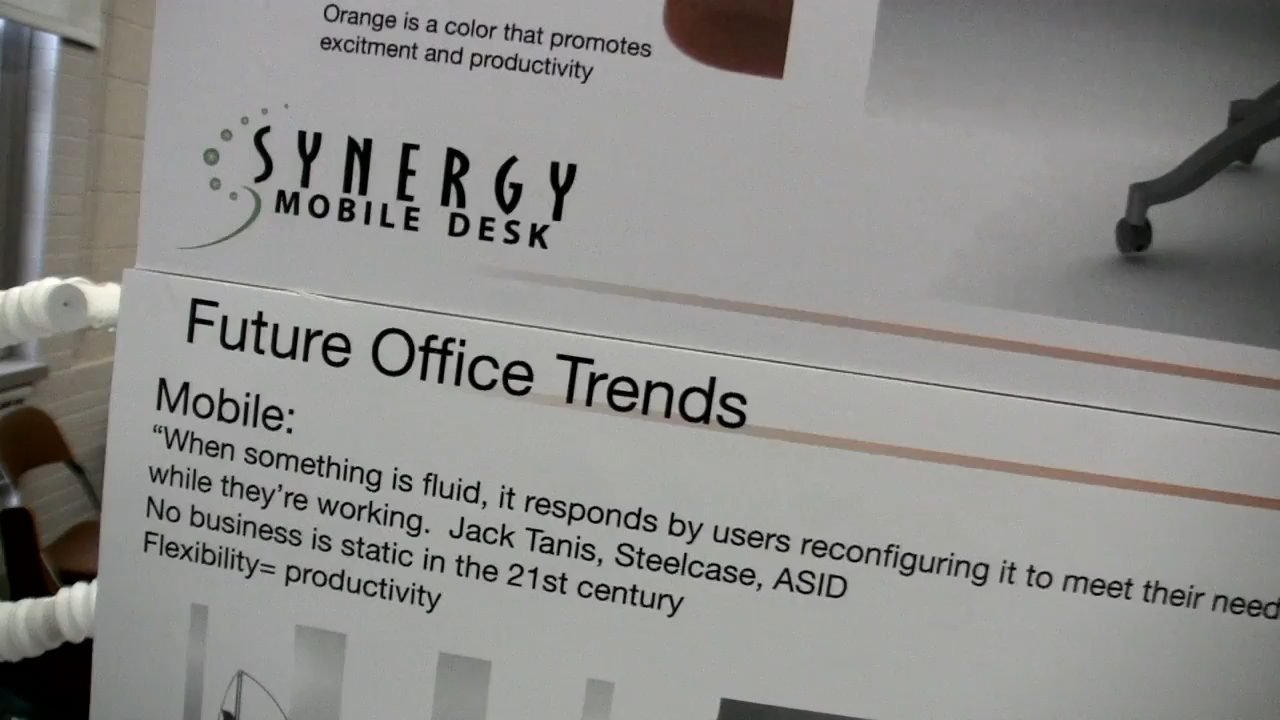 Orange is a color that promotes
excitment and productivity
SYNERGY
MOBILE DESK
Future Office Trends
Mobile:
“When something is fluid, it responds by users reconfiguring it to meet their need
while they’re working. Jack Tanis, Steelcase, ASID
No business is static in the 21st century
Flexibility= productivity